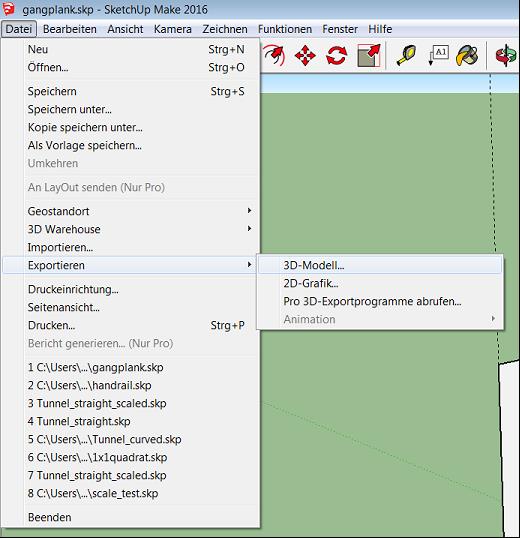 gangplank.skp - SketchUp Make 2016
Datei Bearbeiten Ansicht Kamera Zeichnen Funktionen Fenster Hilfe
A1
Neu Strg+N
Öffnen... Strg+O
Speichern Strg+S
Speichern unter...
Kopie speichern unter...
Als Vorlage speichern...
Umkehren
An LayOut senden (Nur Pro)
Geostandort
3D Warehouse
Importieren...
Exportieren
3D-Modell...
2D-Grafik...
Pro 3D-Exportprogramme abrufen...
Animation
Druckeinrichtung...
Seitenansicht...
Drucken... Strg+P
Bericht generieren... (Nur Pro)
1 C:\Users\...\gangplank.skp
2 C:\Users\...\handrail.skp
3 Tunnel_straight_scaled.skp
4 Tunnel_straight.skp
5 C:\Users\...\Tunnel_curved.skp
6 C:\Users\...\1x1quadrat.skp
7 Tunnel_straight_scaled.skp
8 C:\Users\...\scale_test.skp
Beenden